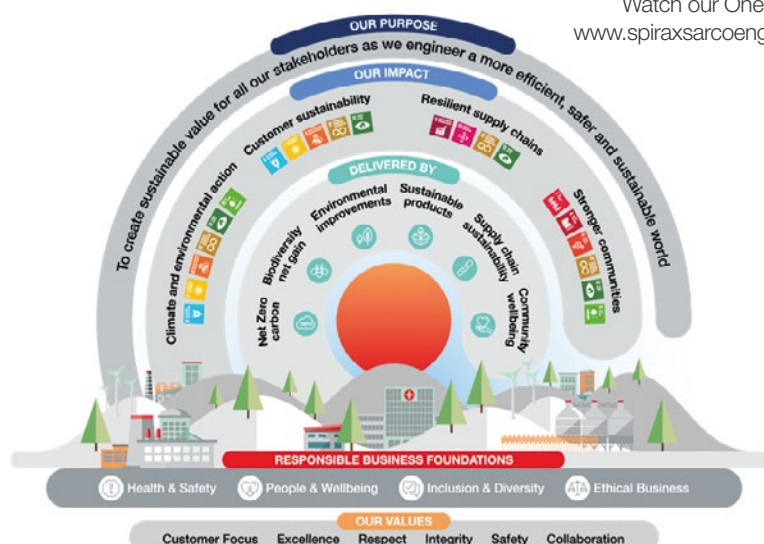 Watch our One
www.spiraxsarcoeng
OUR PURPOSE
To create sustainable value for all our stakeholders as we engineer a more efficient, safer and sustainable world
OUR IMPACT
Climate and environmental action
Customer sustainability
Resilient supply chains
Stronger communities
DELIVERED BY
Net Zero
carbon
Biodiversity
net gain
Environmental
improvements
Sustainable
products
Supply chain
sustainability
Community
wellbeing
RESPONSIBLE BUSINESS FOUNDATIONS
Health & Safety People & Wellbeing Inclusion & Diversity Ethical Business
OUR VALUES
Customer Focus Excellence Respect Integrity Safety Collaboration